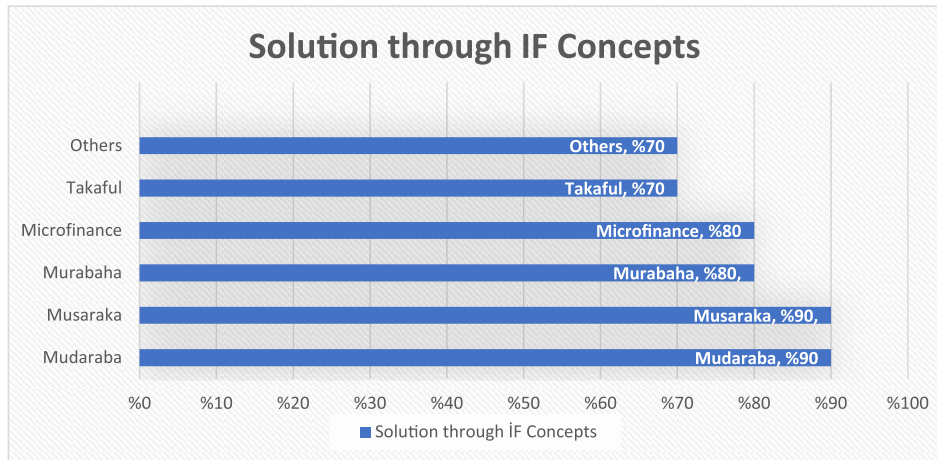 Solution through IF Concepts
Others
Others, %70
Takaful
Takaful, %70
Microfinance
Microfinance, %80
Murabaha
Murabaha, %80,
Musaraka
Musaraka, %90,
Mudaraba
Mudaraba, %90
%0 %10 %20 %30 %40 %50 %60 %70 %80 %90 %100
Solution through İF Concepts